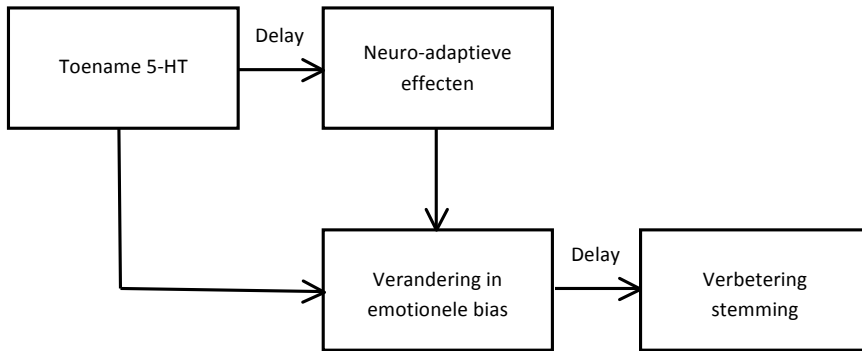 Toename 5-HT
Delay
Neuro-adaptieve
effecten
Verandering in
emotionele bias
Delay
Verbetering
stemming